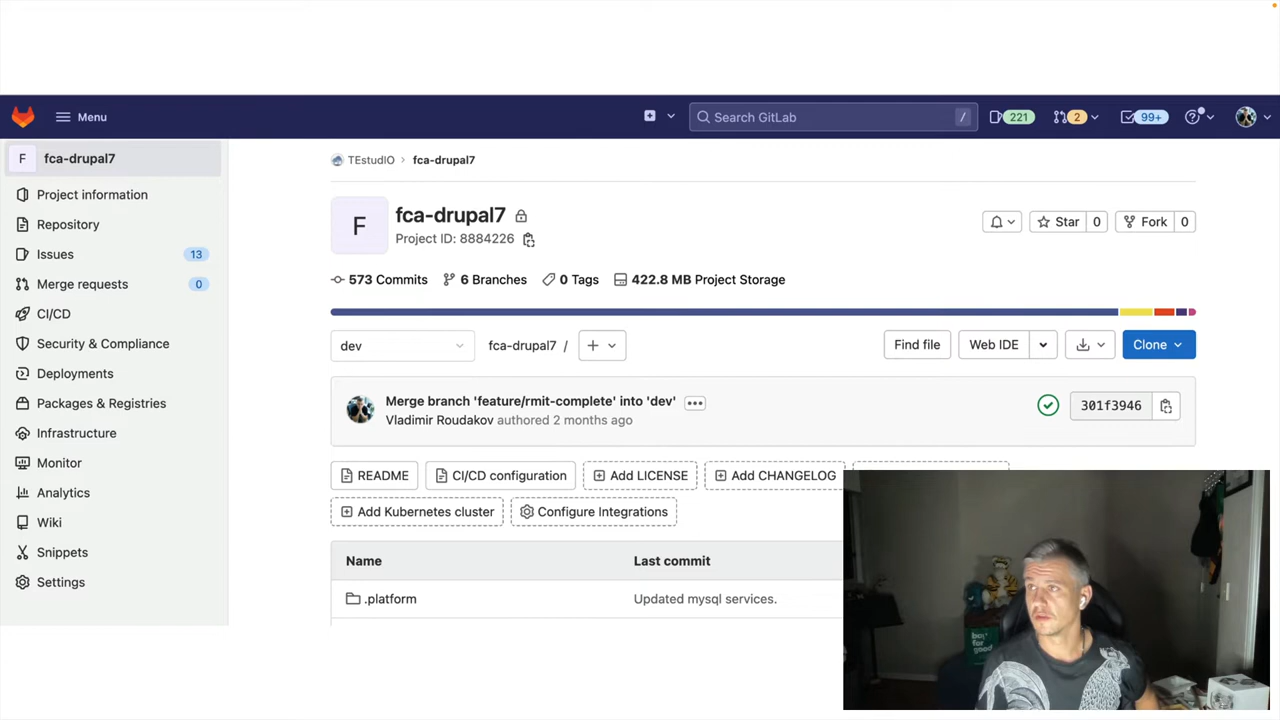 Menu
Search GitLab
/
221
2
99+
F
fca-drupal7
Project information
Repository
Issues
13
Merge requests
0
CI/CD
Security & Compliance
Deployments
Packages & Registries
Infrastructure
Monitor
Analytics
Wiki
Snippets
Settings
TEstudIO > fca-drupal7
F
fca-drupal7
Project ID: 8884226
Star
0
Fork
0
573 Commits
6 Branches
0 Tags
422.8 MB Project Storage
dev
fca-drupal7 /
Find file
Web IDE
Clone
Merge branch 'feature/rmit-complete' into 'dev'
Vladimir Roudakov authored 2 months ago
301f3946
README
CI/CD configuration
Add LICENSE
Add CHANGELOG
Add Kubernetes cluster
Configure Integrations
Name
Last commit
.platform
Updated mysql services.
for good